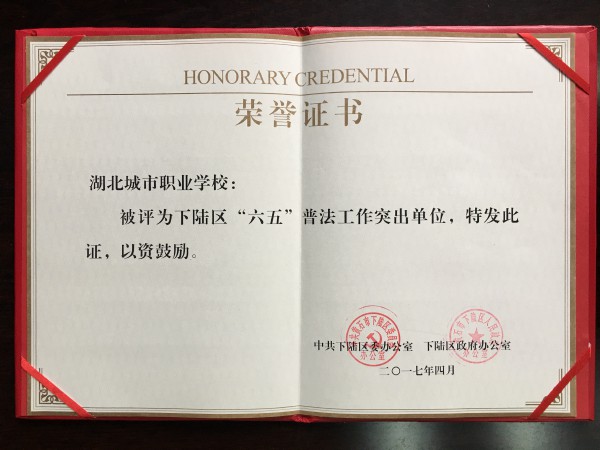 HONORARY CREDENTIAL
荣誉证书
湖北城市职业学校：
被评为下陆区“六五”普法工作突出单位，特发此
证，以资鼓励。
中共下陆区委办公室 下陆区政府办公室
二〇一七年四月